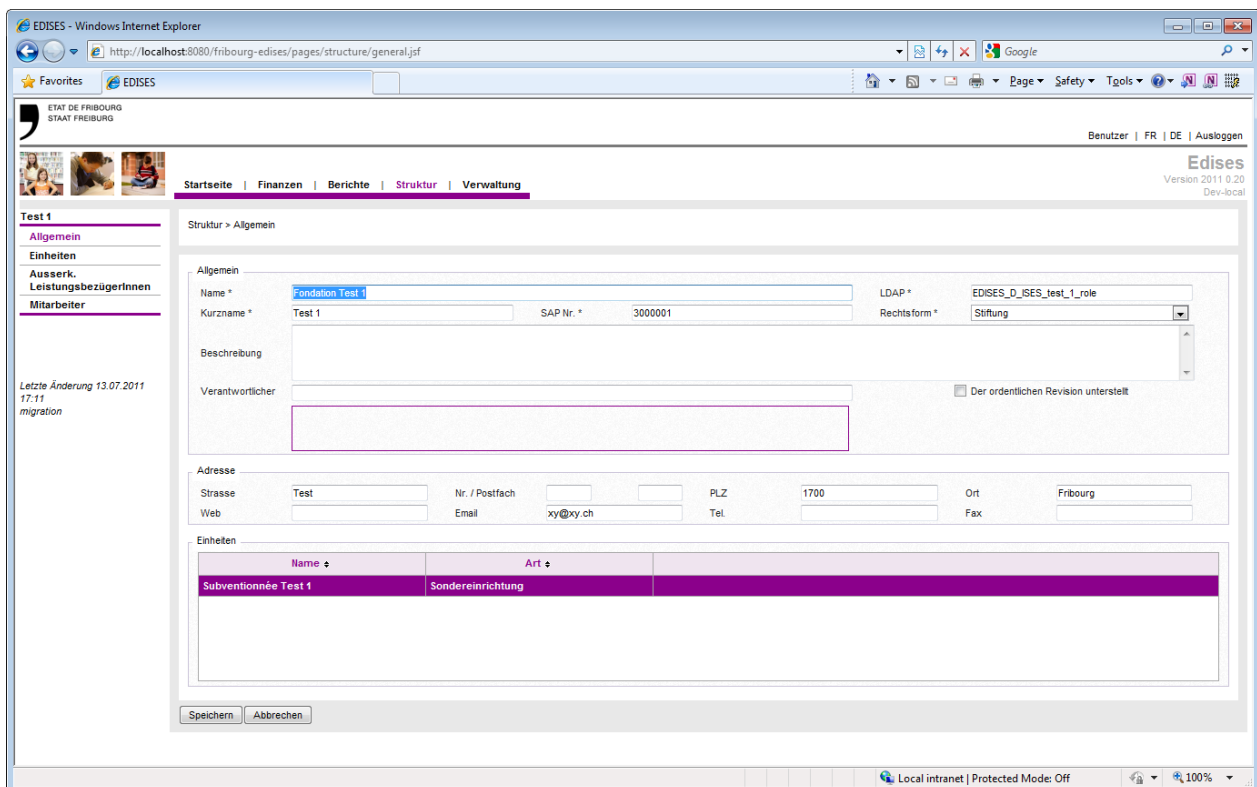 EDISES - Windows Internet Explorer
http://localhost:8080/fribourg-edises/pages/structure/general.jsf
Google
Favorites
EDISES
Page
Safety
Tools
ETAT DE FRIBOURG
STAAT FREIBURG
Benutzer | FR | DE | Ausloggen
Edises
Version 2011 0.20
Dev-local
Startseite | Finanzen | Berichte | Struktur | Verwaltung
Test 1
Allgemein
Einheiten
Ausserk.
LeistungsbezügerInnen
Mitarbeiter
Letzte Änderung 13.07.2011
17:11
migration
Struktur > Allgemein
Allgemein
Name * Fondation Test 1 LDAP * EDISES_D_ISES_test_1_role
Kurzname * Test 1 SAP Nr. * 3000001 Rechtsform * Stiftung
Beschreibung
Verantwortlicher Der ordentlichen Revision unterstellt
Adresse
Strasse Test Nr. / Postfach PLZ 1700 Ort Fribourg
Web Email xy@xy.ch Tel. Fax
Einheiten
Name Art
Subventionnée Test 1 Sondereinrichtung
Speichern Abbrechen
Local intranet | Protected Mode: Off 100%